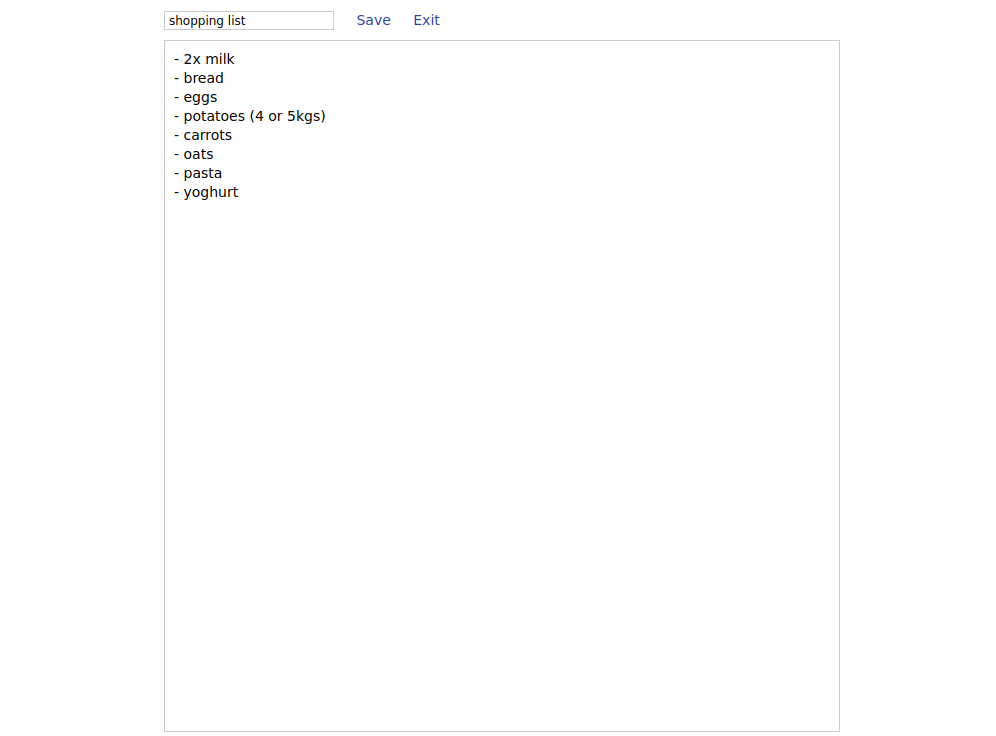 shopping list Save Exit
- 2x milk
- bread
- eggs
- potatoes (4 or 5kgs)
- carrots
- oats
- pasta
- yoghurt